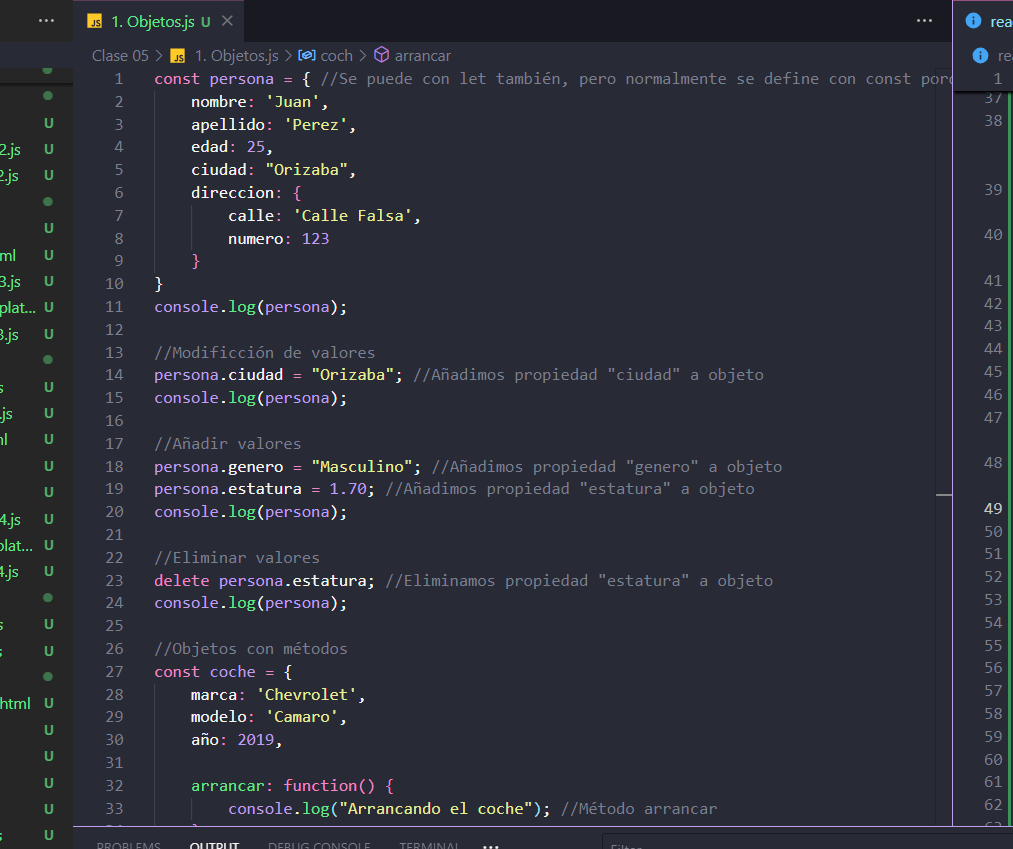 1. Objetos.js U
Clase 05 > 1. Objetos.js > coch > arrancar
1 const persona = { //Se puede con let también, pero normalmente se define con const
2 nombre: 'Juan',
3 apellido: 'Perez',
4 edad: 25,
5 ciudad: "Orizaba",
6 direccion: {
7 calle: 'Calle Falsa',
8 numero: 123
9 }
10 }
11 console.log(persona);
12
13 //Modificción de valores
14 persona.ciudad = "Orizaba"; //Añadimos propiedad "ciudad" a objeto
15 console.log(persona);
16
17 //Añadir valores
18 persona.genero = "Masculino"; //Añadimos propiedad "genero" a objeto
19 persona.estatura = 1.70; //Añadimos propiedad "estatura" a objeto
20 console.log(persona);
21
22 //Eliminar valores
23 delete persona.estatura; //Eliminamos propiedad "estatura" a objeto
24 console.log(persona);
25
26 //Objetos con métodos
27 const coche = {
28 marca: 'Chevrolet',
29 modelo: 'Camaro',
30 año: 2019,
31
32 arrancar: function() {
33 console.log("Arrancando el coche"); //Método arrancar
PROBLEMS OUTPUT DEBUG CONSOLE TERMINAL
Filter
2.js U
2.js U
ml U
3.js U
plat... U
3.js U
.js U
4.js U
plat... U
4.js U
html U
1
37
38
39
40
41
42
43
44
45
46
47
48
49
50
51
52
53
54
55
56
57
58
59
60
61
62